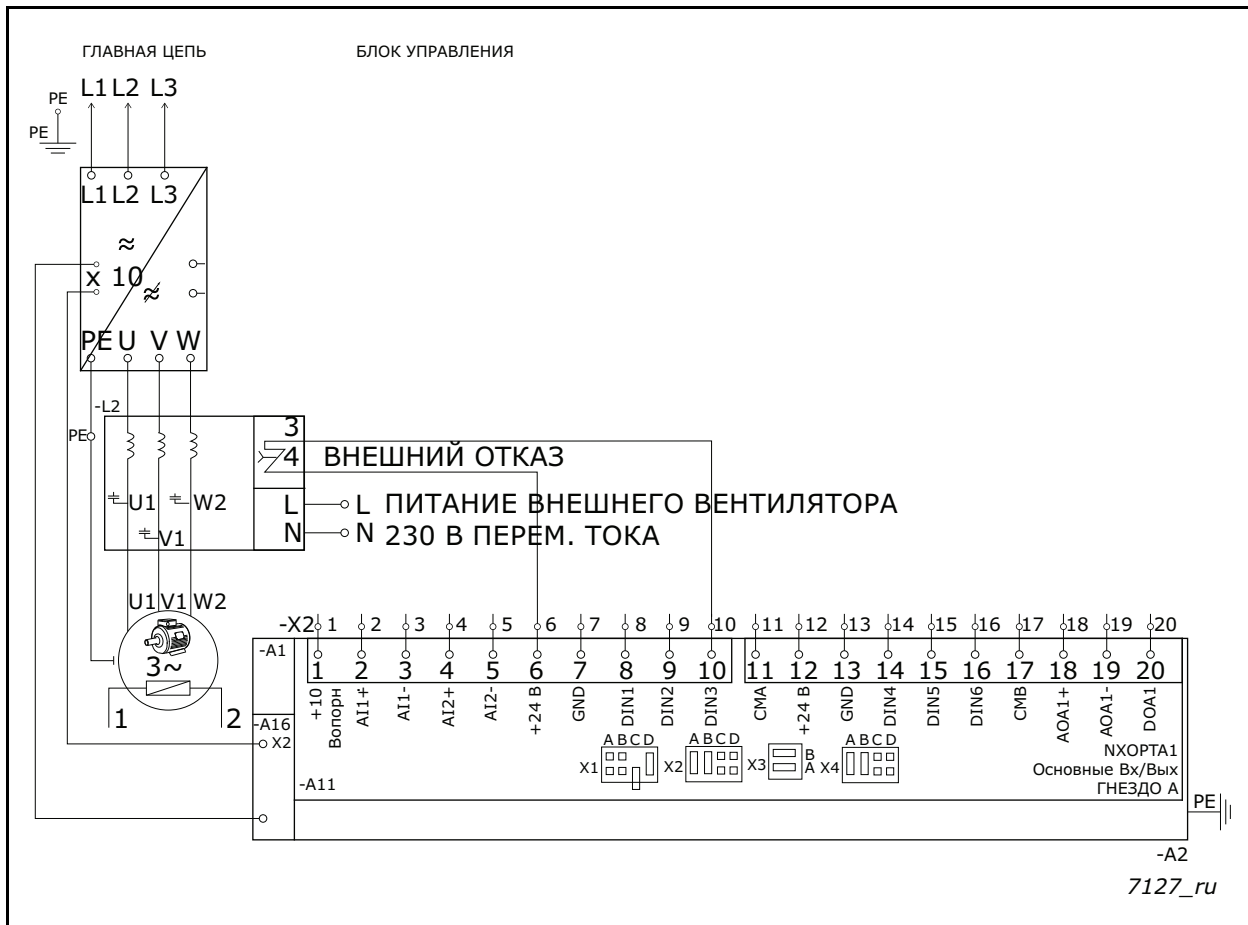 ГЛАВНАЯ ЦЕПЬ
БЛОК УПРАВЛЕНИЯ
L1 L2 L3
PE
PE
L1 L2 L3
≈
x 10
≈
PE U V W
-L2
PE
3
4 ВНЕШНИЙ ОТКАЗ
U1 W2
V1
L L ПИТАНИЕ ВНЕШНЕГО ВЕНТИЛЯТОРА
N N 230 В ПЕРЕМ. ТОКА
U1 V1 W2
3~
1 2
-X2 1 2 3 4 5 6 7 8 9 10 11 12 13 14 15 16 17 18 19 20
-A1
1 2 3 4 5 6 7 8 9 10 11 12 13 14 15 16 17 18 19 20
+10
Вопорн
AI1+
AI1-
AI2+
AI2-
+24 В
GND
DIN1
DIN2
DIN3
CMA
+24 В
GND
DIN4
DIN5
DIN6
CMB
AOA1+
AOA1-
DOA1
-A16
X2
-A11
X1 A B C D
X2 A B C D
X3 B A
X4 A B C D
NXOPTA1
Основные Вх/Вых
ГНЕЗДО А
PE
-A2
7127_ru